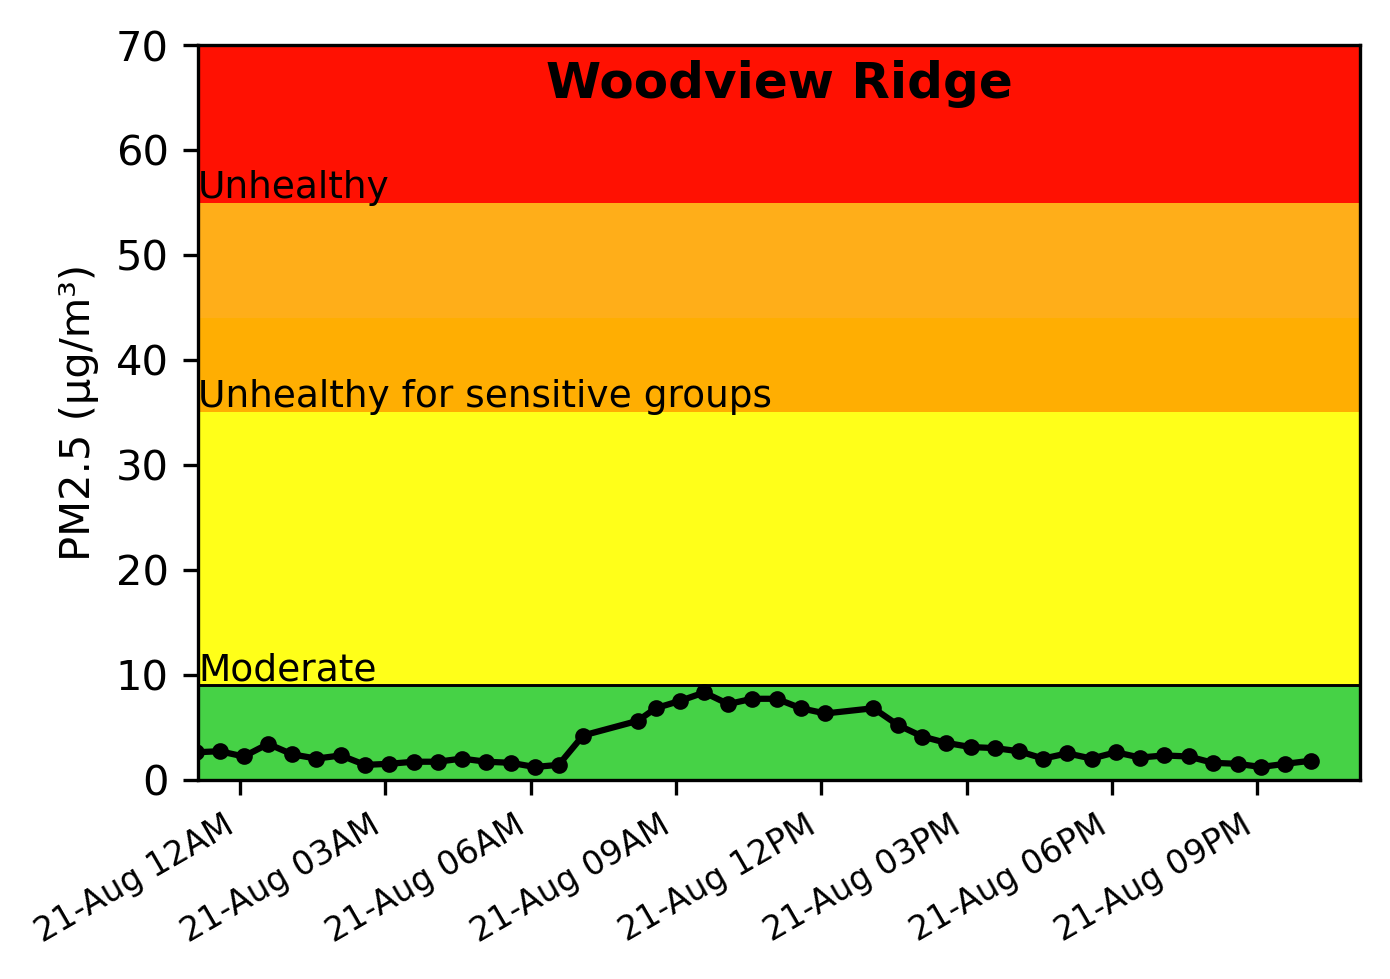 Woodview Ridge
PM2.5 (µg/m³)
70
60
Unhealthy
50
40
Unhealthy for sensitive groups
30
20
10
Moderate
0
21-Aug 12AM
21-Aug 03AM
21-Aug 06AM
21-Aug 09AM
21-Aug 12PM
21-Aug 03PM
21-Aug 06PM
21-Aug 09PM